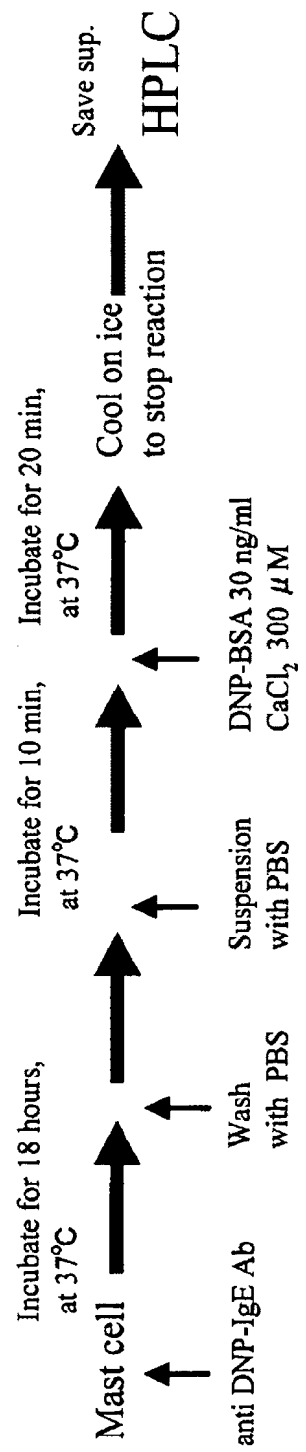 Incubate for 18 hours,
at 37°C
Incubate for 10 min,
at 37°C
Incubate for 20 min,
at 37°C
Mast cell
Cool on ice
to stop reaction
Save sup.
HPLC
anti DNP-IgE Ab
Wash
with PBS
Suspension
with PBS
DNP-BSA 30 ng/ml
CaCl₂ 300 μM